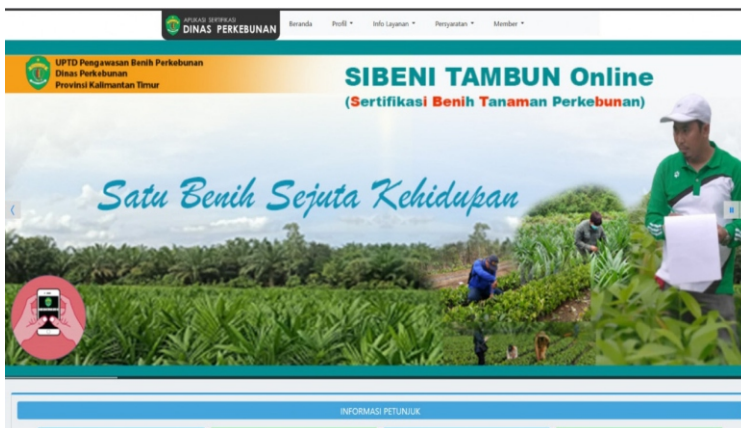 APLIKASI SERTIFIKASI
DINAS PERKEBUNAN
Beranda Profil Info Layanan Persyaratan Member
UPTD Pengawasan Benih Perkebunan
Dinas Perkebunan
Provinsi Kalimantan Timur
SIBENI TAMBUN Online
(Sertifikasi Benih Tanaman Perkebunan)
Satu Benih Sejuta Kehidupan
INFORMASI PETUNJUK